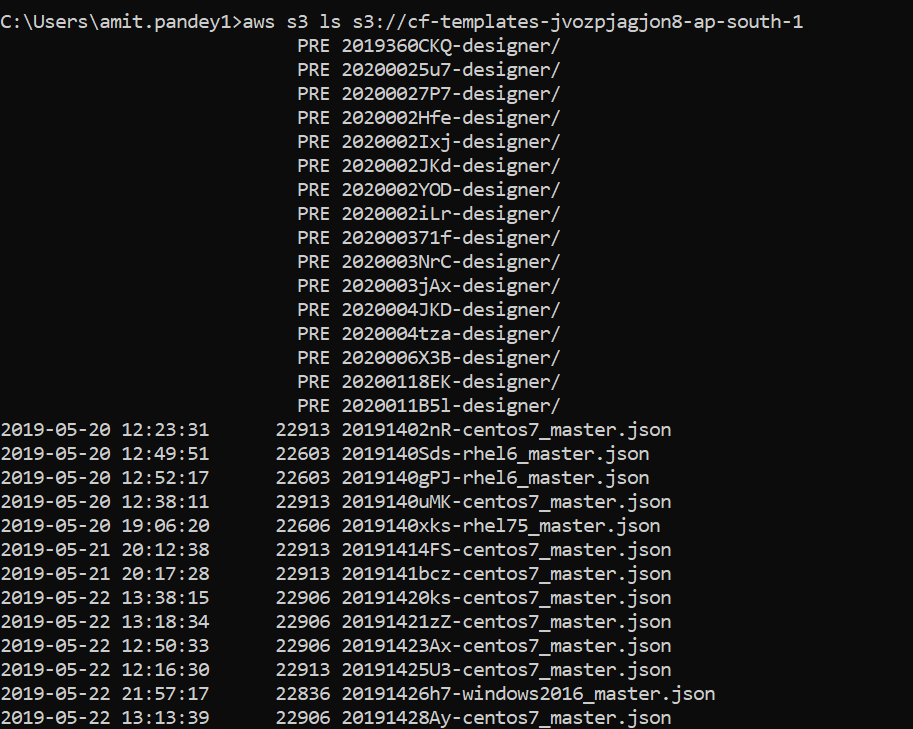 C:\Users\amit.pandey1>aws s3 ls s3://cf-templates-jvozpjagjon8-ap-south-1
PRE 2019360CKQ-designer/
PRE 20200025u7-designer/
PRE 20200027P7-designer/
PRE 2020002Hfe-designer/
PRE 2020002Ixj-designer/
PRE 2020002JKd-designer/
PRE 2020002YOD-designer/
PRE 2020002iLr-designer/
PRE 202000371f-designer/
PRE 2020003NrC-designer/
PRE 2020003jAx-designer/
PRE 2020004JKD-designer/
PRE 2020004tza-designer/
PRE 2020006X3B-designer/
PRE 20200118EK-designer/
PRE 2020011B5l-designer/
2019-05-20 12:23:31 22913 20191402nR-centos7_master.json
2019-05-20 12:49:51 22603 2019140Sds-rhel6_master.json
2019-05-20 12:52:17 22603 2019140gPJ-rhel6_master.json
2019-05-20 12:38:11 22913 2019140uMK-centos7_master.json
2019-05-20 19:06:20 22606 2019140xks-rhel75_master.json
2019-05-21 20:12:38 22913 20191414FS-centos7_master.json
2019-05-21 20:17:28 22913 2019141bcz-centos7_master.json
2019-05-22 13:38:15 22906 20191420ks-centos7_master.json
2019-05-22 13:18:34 22906 20191421zZ-centos7_master.json
2019-05-22 12:50:33 22906 20191423Ax-centos7_master.json
2019-05-22 12:16:30 22913 20191425U3-centos7_master.json
2019-05-22 21:57:17 22836 20191426h7-windows2016_master.json
2019-05-22 13:13:39 22906 20191428Ay-centos7_master.json